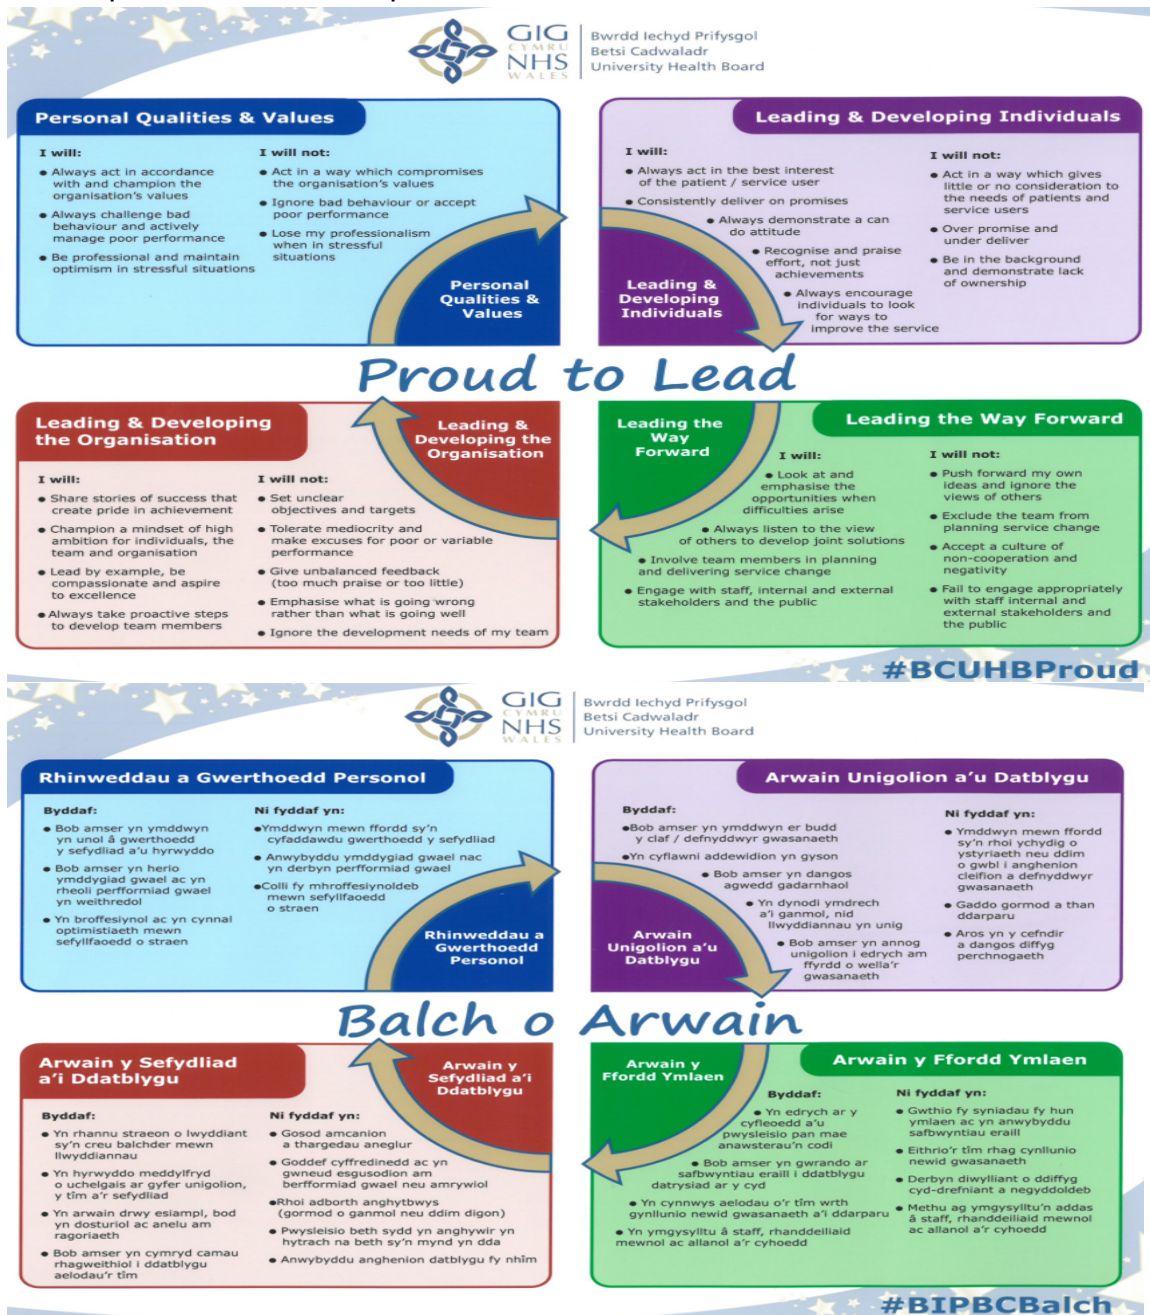 GIG
CYMRU
NHS
WALES
Bwrdd Iechyd Prifysgol
Betsi Cadwaladr
University Health Board
Personal Qualities & Values
I will:
• Always act in accordance
with and champion the
organisation's values
• Always challenge bad
behaviour and actively
manage poor performance
• Be professional and maintain
optimism in stressful situations
I will not:
• Act in a way which compromises
the organisation's values
• Ignore bad behaviour or accept
poor performance
• Lose my professionalism
when in stressful
situations
Personal
Qualities &
Values
Leading & Developing Individuals
I will:
• Always act in the best interest
of the patient / service user
• Consistently deliver on promises
• Always demonstrate a can
do attitude
• Recognise and praise
effort, not just
achievements
• Always encourage
individuals to look
for ways to
improve the service
I will not:
• Act in a way which gives
little or no consideration to
the needs of patients and
service users
• Over promise and
under deliver
• Be in the background
and demonstrate lack
of ownership
Leading &
Developing
Individuals
Proud to Lead
Leading & Developing
the Organisation
I will:
• Share stories of success that
create pride in achievement
• Champion a mindset of high
ambition for individuals, the
team and organisation
• Lead by example, be
compassionate and aspire
to excellence
• Always take proactive steps
to develop team members
I will not:
• Set unclear
objectives and targets
• Tolerate mediocrity and
make excuses for poor or variable
performance
• Give unbalanced feedback
(too much praise or too little)
• Emphasise what is going wrong
rather than what is going well
• Ignore the development needs of my team
Leading &
Developing the
Organisation
Leading the
Way
Forward
Leading the Way Forward
I will:
• Look at and
emphasise the
opportunities when
difficulties arise
• Always listen to the view
of others to develop joint solutions
• Involve team members in planning
and delivering service change
• Engage with staff, internal and external
stakeholders and the public
I will not:
• Push forward my own
ideas and ignore the
views of others
• Exclude the team from
planning service change
• Accept a culture of
non-cooperation and
negativity
• Fail to engage appropriately
with staff internal and
external stakeholders and
the public
#BCUHBProud
GIG
CYMRU
NHS
WALES
Bwrdd Iechyd Prifysgol
Betsi Cadwaladr
University Health Board
Rhinweddau a Gwerthoedd Personol
Byddaf:
• Bob amser yn ymddwyn
yn unol â gwerthoedd
y sefydliad a'u hyrwyddo
• Bob amser yn herio
ymddygiad gwael ac yn
rheoli perfformiad gwael
yn weithredol
• Yn broffesiynol ac yn cynnal
optimistiaeth mewn
sefyllfaoedd o straen
Ni fyddaf yn:
•Ymddwyn mewn ffordd sy'n
cyfaddawdu gwerthoedd y sefydliad
• Anwybyddu ymddygiad gwael nac
yn derbyn perfformiad gwael
•Colli fy mhroffesiynoldeb
mewn sefyllfaoedd
o straen
Rhinweddau a
Gwerthoedd
Personol
Arwain Unigolion a'u Datblygu
Byddaf:
•Bob amser yn ymddwyn er budd
y claf / defnyddwyr gwasanaeth
•Yn cyflawni addewidion yn gyson
• Bob amser yn dangos
agwedd gadarnhaol
• Yn dynodi ymdrech
a'i ganmol, nid
llwyddiannau yn unig
• Bob amser yn annog
unigolion i edrych am
ffyrdd o wella'r
gwasanaeth
Ni fyddaf yn:
• Ymddwyn mewn ffordd
sy'n rhoi ychydig o
ystyriaeth neu ddim
o gwbl i anghenion
cleifion a defnyddwyr
gwasanaeth
• Gaddo gormod a than
ddarparu
• Aros yn y cefndir
a dangos diffyg
perchnogaeth
Arwain
Unigolion a'u
Datblygu
Balch o Arwain
Arwain y Sefydliad
a'i Ddatblygu
Byddaf:
• Yn rhannu straeon o lwyddiant
sy'n creu balchder mewn
llwyddiannau
• Yn hyrwyddo meddylfryd
o uchelgais ar gyfer unigolion,
y tîm a'r sefydliad
• Yn arwain drwy esiampl, bod
yn dosturiol ac anelu am
ragoriaeth
• Bob amser yn cymryd camau
rhagweithiol i ddatblygu
aelodau'r tîm
Ni fyddaf yn:
• Gosod amcanion
a thargedau aneglur
• Goddef cyffredinedd ac yn
gwneud esgusodion am
berfformiad gwael neu amrywiol
•Rhoi adborth anghytbwys
(gormod o ganmol neu ddim digon)
• Pwysleisio beth sydd yn anghywir yn
hytrach na beth sy'n mynd yn dda
• Anwybyddu anghenion datblygu fy nhîm
Arwain y
Sefydliad a'i
Ddatblygu
Arwain y
Ffordd Ymlaen
Arwain y Ffordd Ymlaen
Byddaf:
• Yn edrych ar y
cyfleoedd a'u
pwysleisio pan mae
anawsterau'n codi
• Bob amser yn gwrando ar
safbwyntiau eraill i ddatblygu
datrysiad ar y cyd
• Yn cynnwys aelodau o'r tîm wrth
gynllunio newid gwasanaeth a'i ddarparu
• Yn ymgysylltu â staff, rhanddeiliaid
mewnol ac allanol a'r cyhoedd
Ni fyddaf yn:
• Gwthio fy syniadau fy hun
ymlaen ac yn anwybyddu
safbwyntiau eraill
• Eithrio'r tîm rhag cynllunio
newid gwasanaeth
• Derbyn diwylliant o ddiffyg
cyd-drefniant a negyddoldeb
• Methu ag ymgysylltu'n addas
â staff, rhanddeiliaid mewnol
ac allanol a'r cyhoedd
#BIPBCBalch